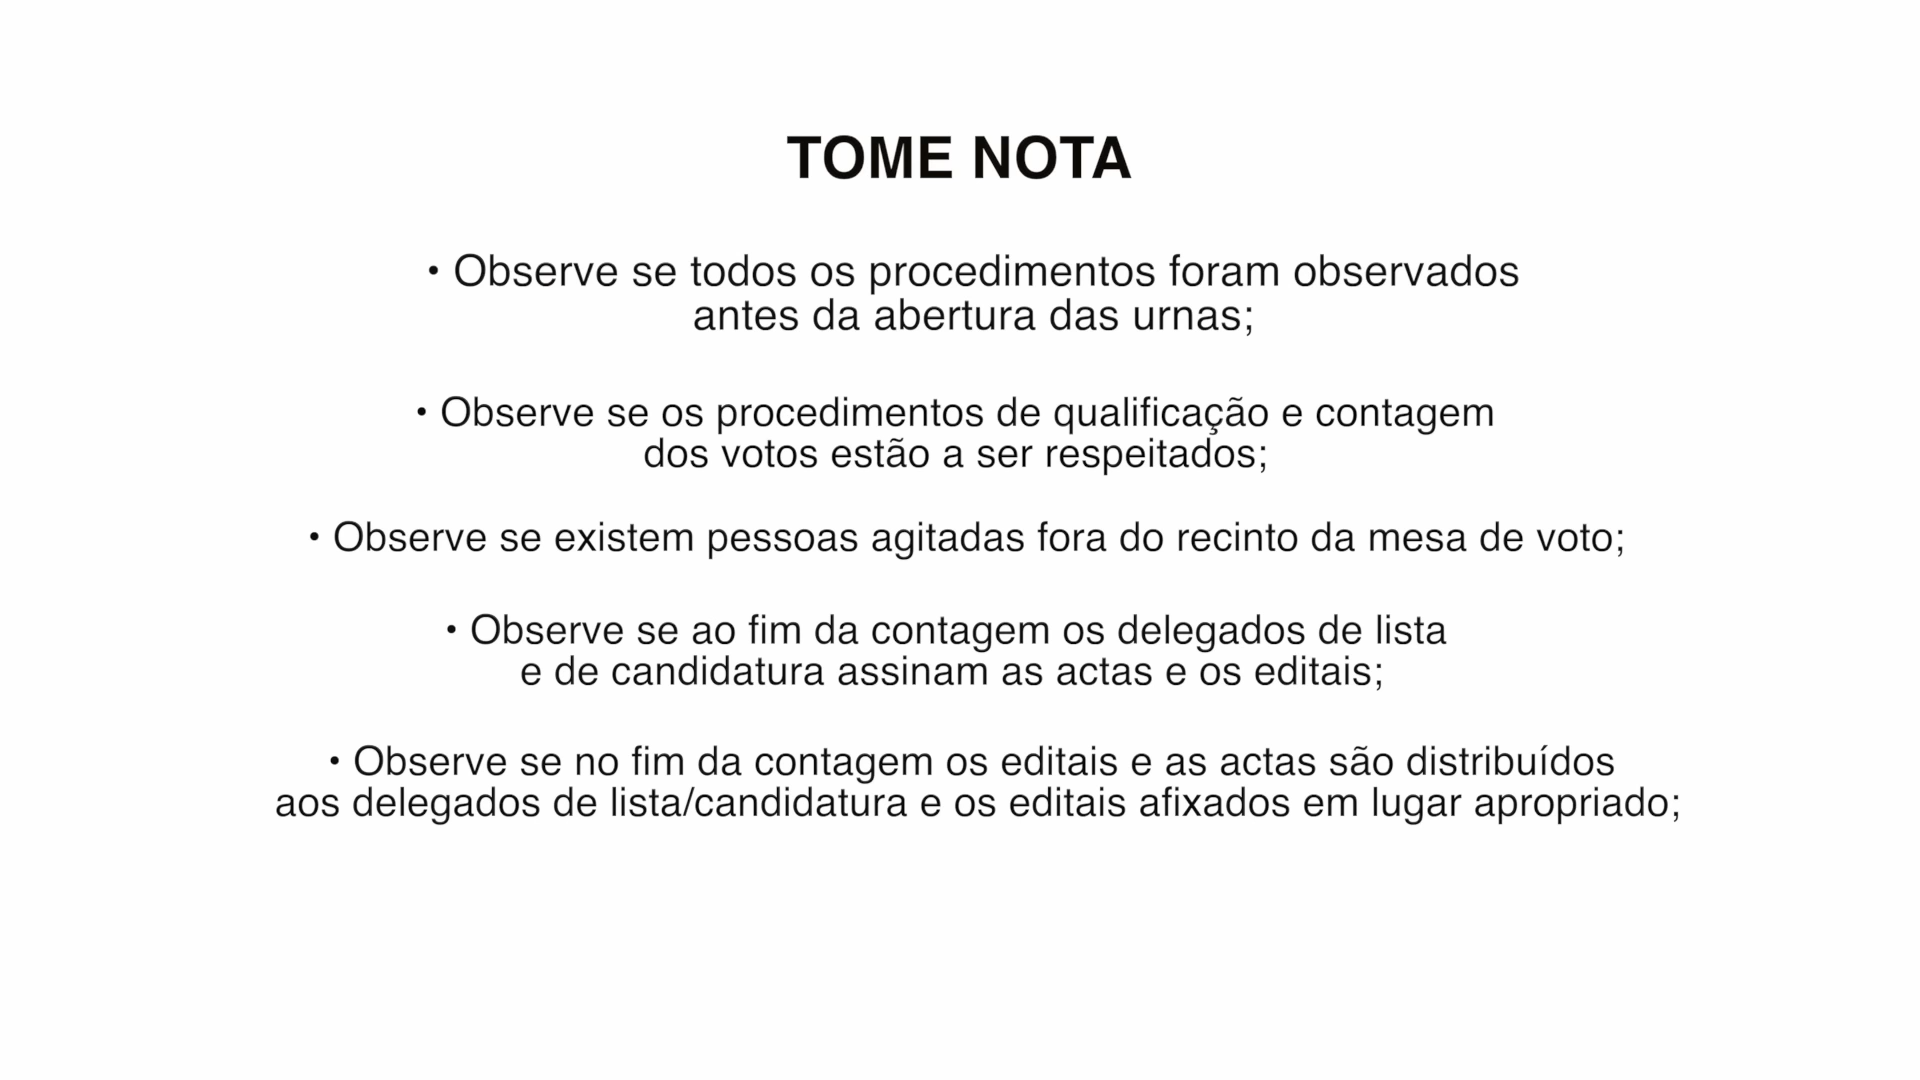 TOME NOTA
• Observe se todos os procedimentos foram observados
antes da abertura das urnas;
• Observe se os procedimentos de qualificação e contagem
dos votos estão a ser respeitados;
• Observe se existem pessoas agitadas fora do recinto da mesa de voto;
• Observe se ao fim da contagem os delegados de lista
e de candidatura assinam as actas e os editais;
• Observe se no fim da contagem os editais e as actas são distribuídos
aos delegados de lista/candidatura e os editais afixados em lugar apropriado;